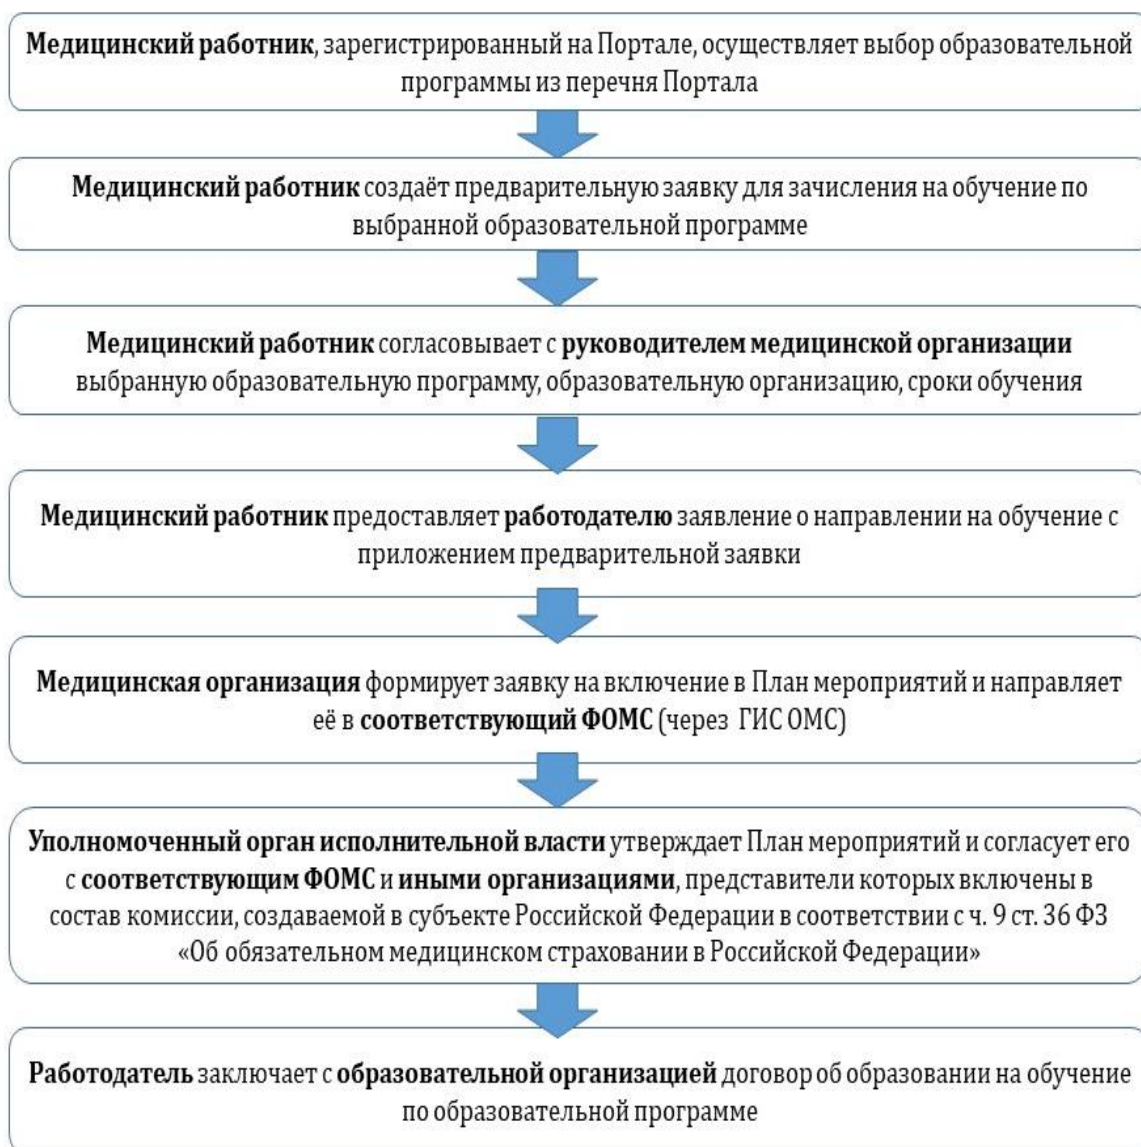 Медицинский работник, зарегистрированный на Портале, осуществляет выбор образовательной
программы из перечня Портала
Медицинский работник создаёт предварительную заявку для зачисления на обучение по
выбранной образовательной программе
Медицинский работник согласовывает с руководителем медицинской организации
выбранную образовательную программу, образовательную организацию, сроки обучения
Медицинский работник предоставляет работодателю заявление о направлении на обучение с
приложением предварительной заявки
Медицинская организация формирует заявку на включение в План мероприятий и направляет
её в соответствующий ФОМС (через ГИС ОМС)
Уполномоченный орган исполнительной власти утверждает План мероприятий и согласует его
с соответствующим ФОМС и иными организациями, представители которых включены в
состав комиссии, создаваемой в субъекте Российской Федерации в соответствии с ч. 9 ст. 36 ФЗ
«Об обязательном медицинском страховании в Российской Федерации»
Работодатель заключает с образовательной организацией договор об образовании на обучение
по образовательной программе